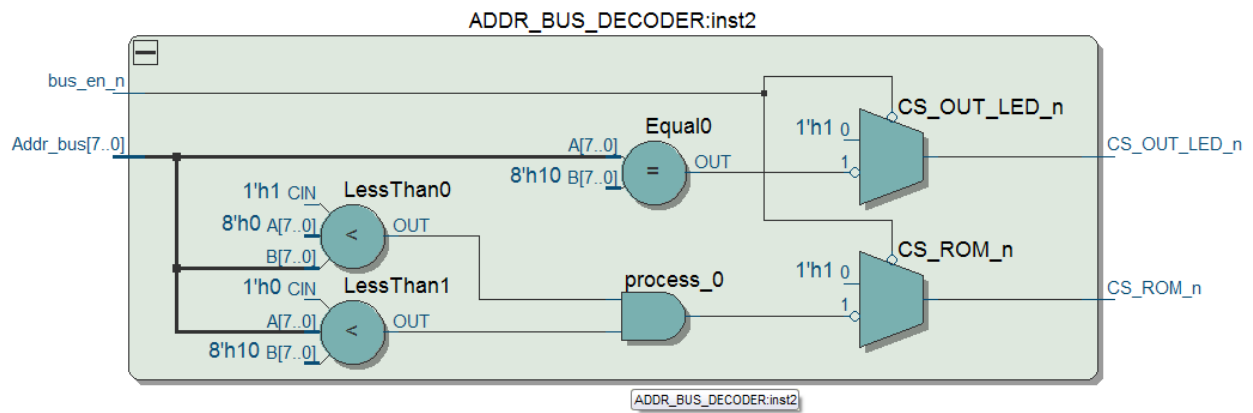 ADDR_BUS_DECODER:inst2
bus_en_n
Addr_bus[7..0]
CS_OUT_LED_n
1'h1 0
1
CS_OUT_LED_n
Equal0
A[7..0]
8'h10 B[7..0]
=
OUT
LessThan0
1'h1 CIN
8'h0 A[7..0]
B[7..0]
<
OUT
LessThan1
1'h0 CIN
A[7..0]
8'h10 B[7..0]
<
OUT
process_0
CS_ROM_n
1'h1 0
1
CS_ROM_n
ADDR_BUS_DECODER:inst2